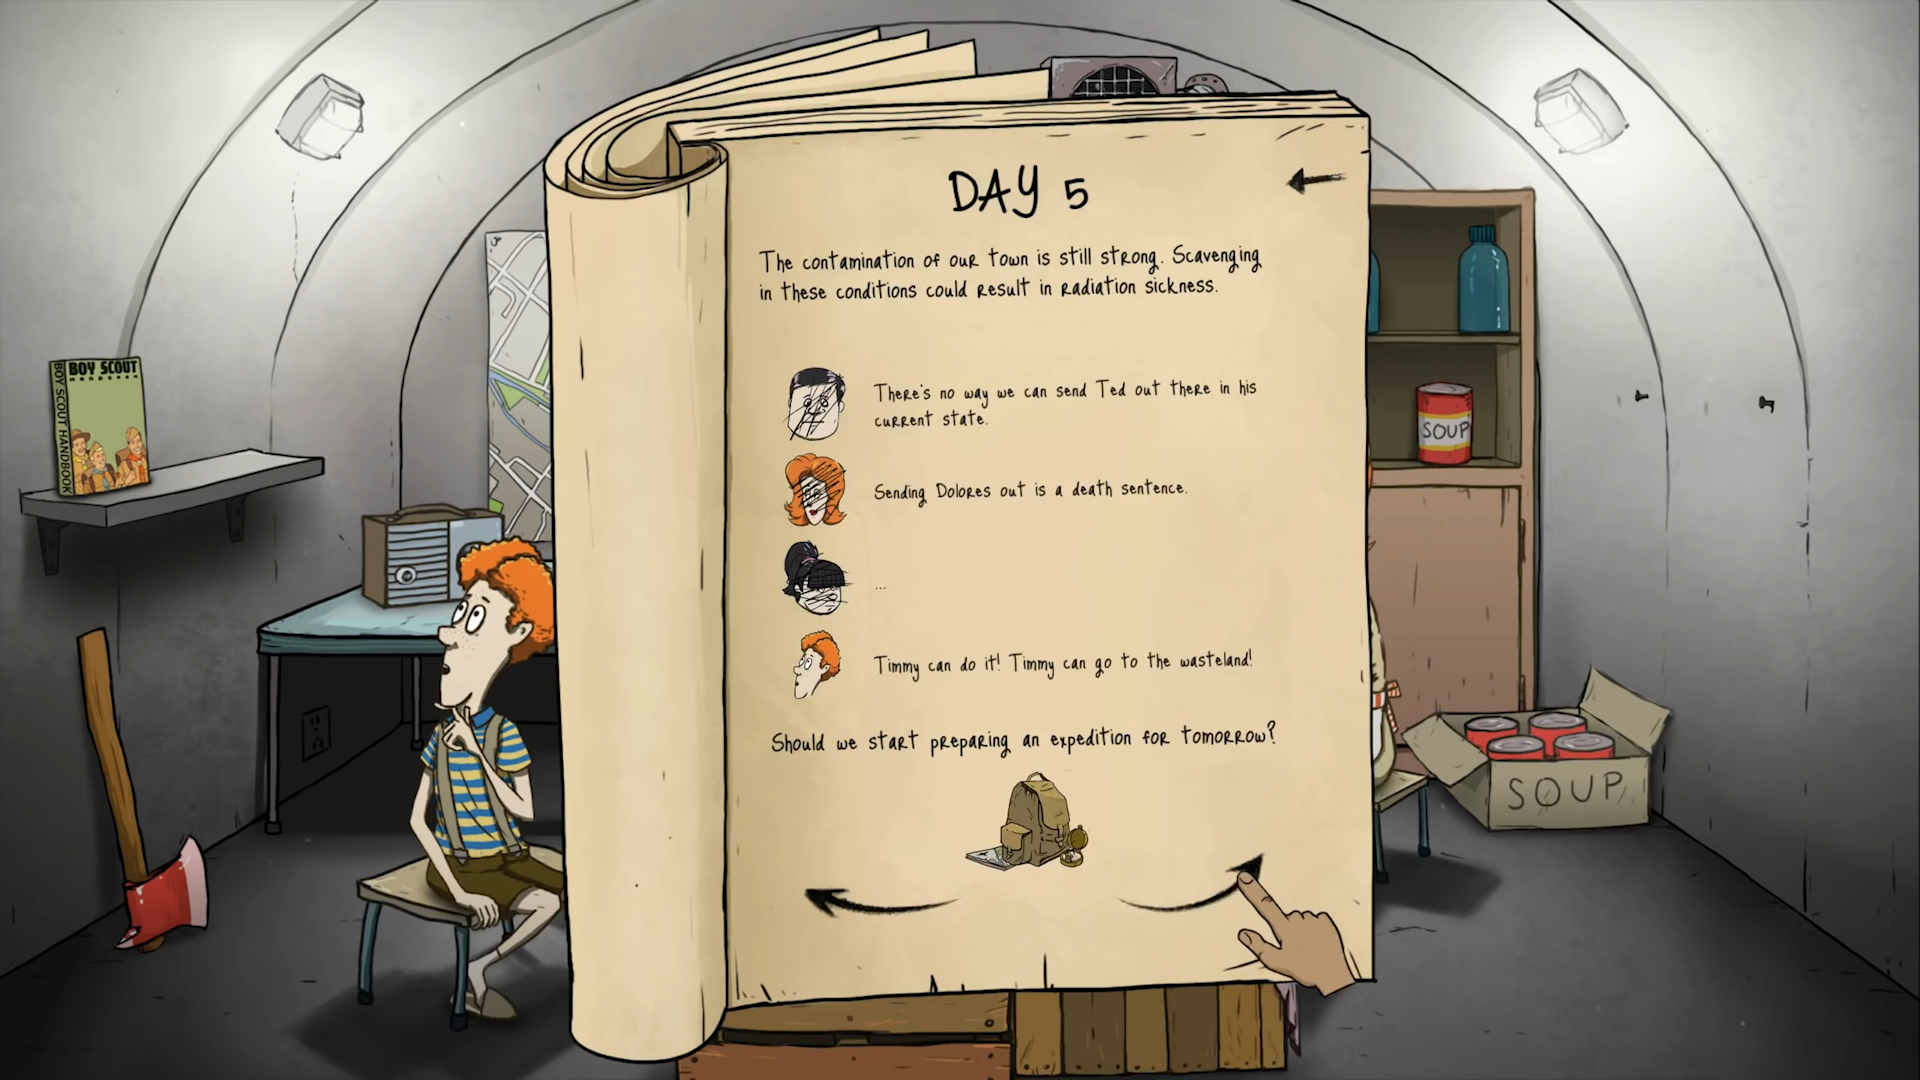 DAY 5
The contamination of our town is still strong. Scavenging
in these conditions could result in radiation sickness.
There's no way we can send Ted out there in his
current state.
Sending Dolores out is a death sentence.
...
Timmy can do it! Timmy can go to the wasteland!
Should we start preparing an expedition for tomorrow?
BOY SCOUT
HANDBOOK
BOY SCOUT HANDBOOK
SOUP
SOUP